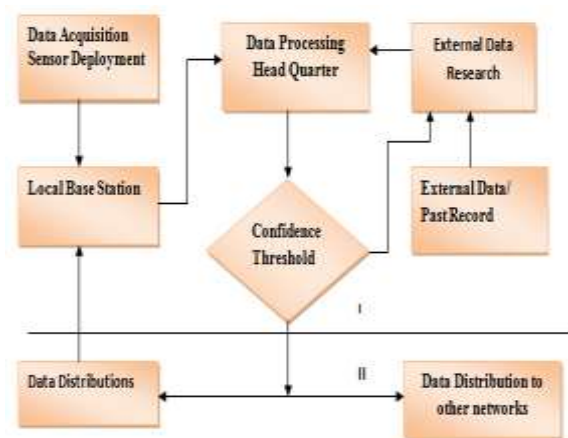 Data Acquisition
Sensor Deployment
Data Processing
Head Quarter
External Data
Research
Local Base Station
External Data/
Past Record
Confidence
Threshold
I
II
Data Distributions
Data Distribution to
other networks